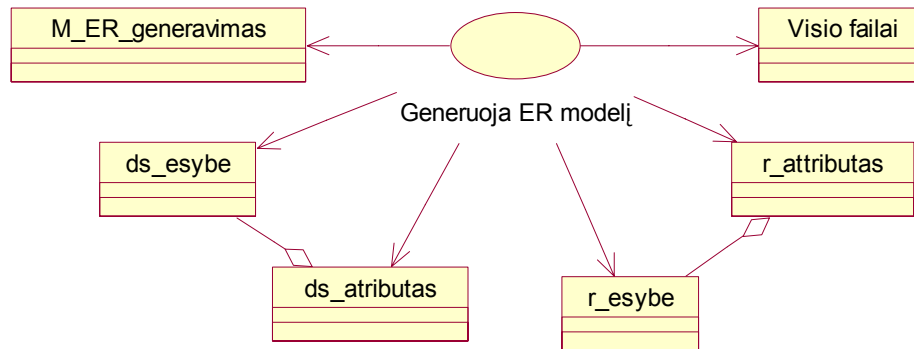 M_ER_generavimas
Visio failai
Generuoja ER modelį
ds_esybe
r_attributas
ds_atributas
r_esybe